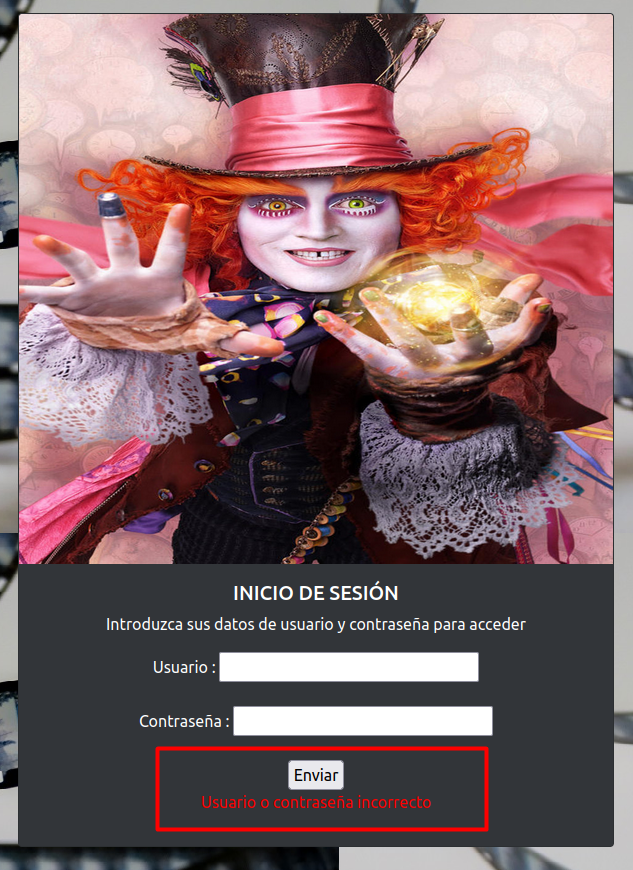 INICIO DE SESIÓN
Introduzca sus datos de usuario y contraseña para acceder
Usuario :
Contraseña :
Enviar
Usuario o contraseña incorrecto